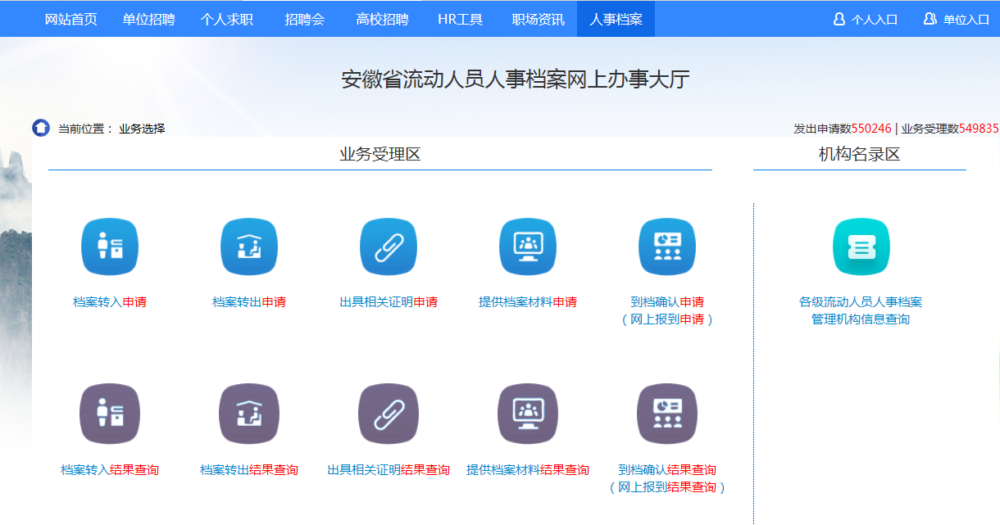 网站首页 单位招聘 个人求职 招聘会 高校招聘 HR工具 职场资讯 人事档案 个人入口 单位入口
安徽省流动人员人事档案网上办事大厅
当前位置： 业务选择
发出申请数550246 | 业务受理数549835
业务受理区
机构名录区
档案转入申请
档案转出申请
出具相关证明申请
提供档案材料申请
到档确认申请
（ 网上报到申请 ）
各级流动人员人事档案
管理机构信息查询
档案转入结果查询
档案转出结果查询
出具相关证明结果查询
提供档案材料结果查询
到档确认结果查询
（ 网上报到结果查询 ）